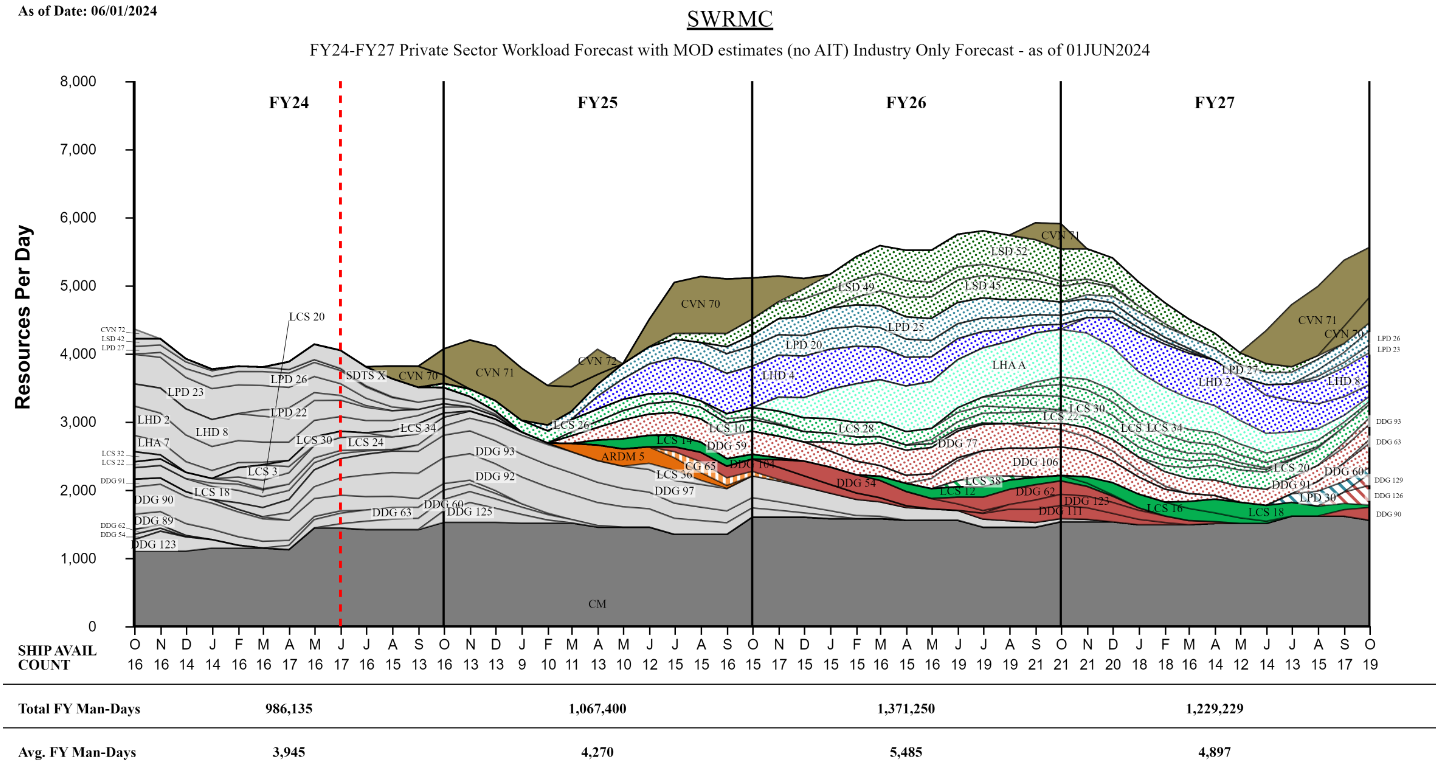 As of Date: 06/01/2024
SWRMC
FY24-FY27 Private Sector Workload Forecast with MOD estimates (no AIT) Industry Only Forecast - as of 01JUN2024
Resources Per Day
8,000
7,000
6,000
5,000
4,000
3,000
2,000
1,000
0
FY24
FY25
FY26
FY27
CVN 72
LSD 42
LPD 27
LPD 23
LHD 2
LHA 7
LCS 32
LCS 22
DDG 91
DDG 90
DDG 89
DDG 62
DDG 54
DDG 123
LHD 8
LCS 18
LCS 20
LPD 26
LPD 22
LCS 30
LCS 3
SDTS X
LCS 24
LCS 34
DDG 63
DDG 60
CVN 70
CVN 71
DDG 93
DDG 92
DDG 125
LCS 26
CVN 72
ARDM 5
CM
CVN 70
LCS 14
LCS 10
DDG 59
CG 65
LCS 36
DDG 97
DDG 104
LHD 4
LPD 20
LSD 49
LCS 28
DDG 54
LPD 25
LSD 52
LSD 45
LHA A
DDG 77
LCS 38
LCS 12
DDG 106
DDG 62
DDG 111
DDG 123
CVN 71
LCS 30
LCS 22
LCS 34
LCS 16
LHD 2
LPD 27
LCS 20
DDG 91
LCS 18
LPD 30
CVN 71
CVN 70
LHD 8
DDG 60
LPD 26
LPD 23
DDG 93
DDG 63
DDG 129
DDG 126
DDG 90
O N D J F M A M J J A S O N D J F M A M J J A S O N D J F M A M J J A S O N D J F M A M J J A S O
SHIP AVAIL
COUNT 16 16 14 14 16 16 17 16 17 16 15 13 16 13 13 9 10 11 13 10 12 15 15 16 15 17 15 15 15 16 15 16 19 19 19 21 21 21 20 18 18 16 14 12 14 13 15 17 19
Total FY Man-Days 986,135 1,067,400 1,371,250 1,229,229
Avg. FY Man-Days 3,945 4,270 5,485 4,897